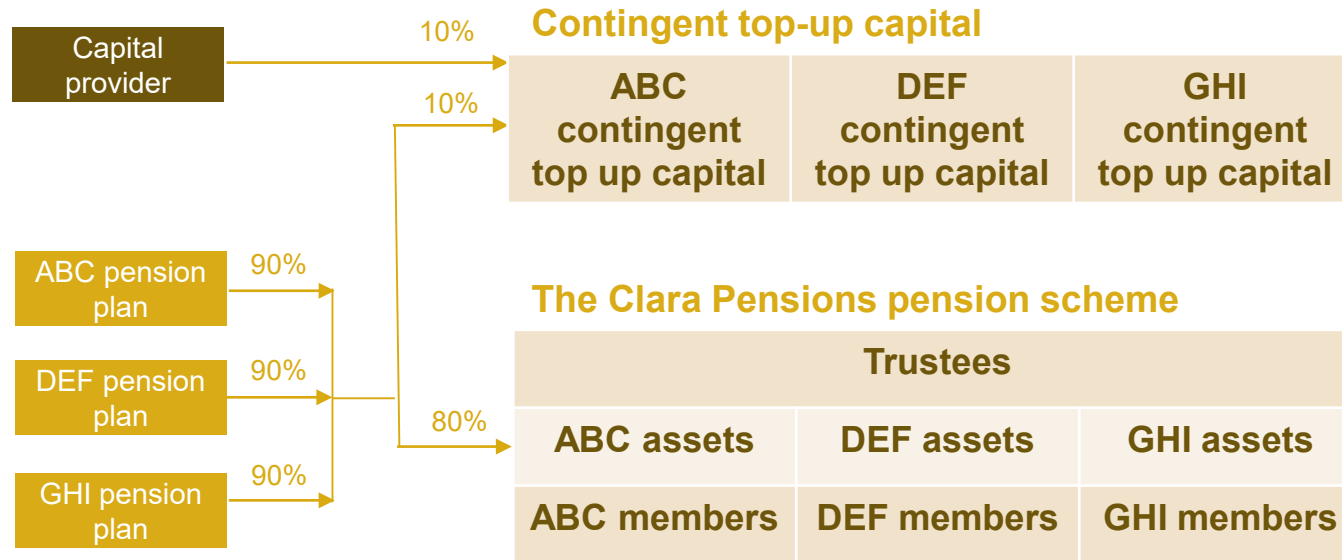 Contingent top-up capital
Capital
provider
10%
10%
ABC
contingent
top up capital
DEF
contingent
top up capital
GHI
contingent
top up capital
ABC pension
plan
90%
DEF pension
plan
90%
GHI pension
plan
90%
80%
The Clara Pensions pension scheme
Trustees
ABC assets
DEF assets
GHI assets
ABC members
DEF members
GHI members